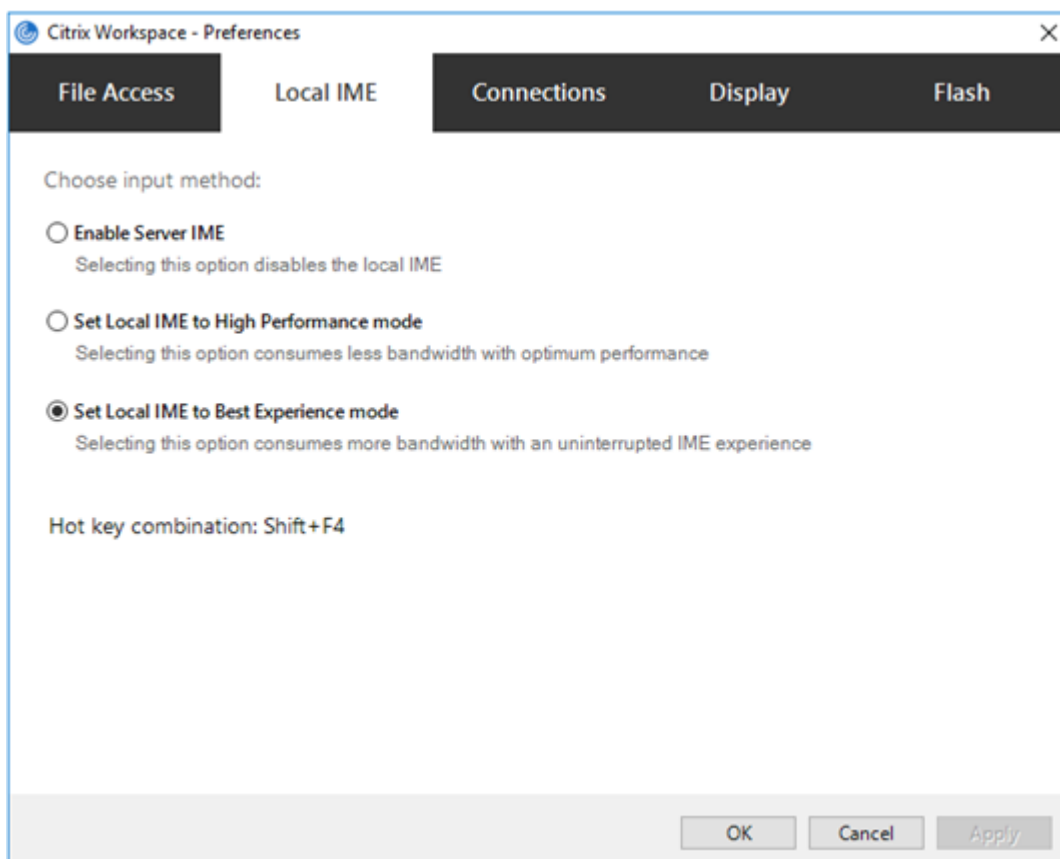 Citrix Workspace - Preferences
File Access Local IME Connections Display Flash
Choose input method:
Enable Server IME
Selecting this option disables the local IME
Set Local IME to High Performance mode
Selecting this option consumes less bandwidth with optimum performance
Set Local IME to Best Experience mode
Selecting this option consumes more bandwidth with an uninterrupted IME experience
Hot key combination: Shift+F4
OK Cancel Apply